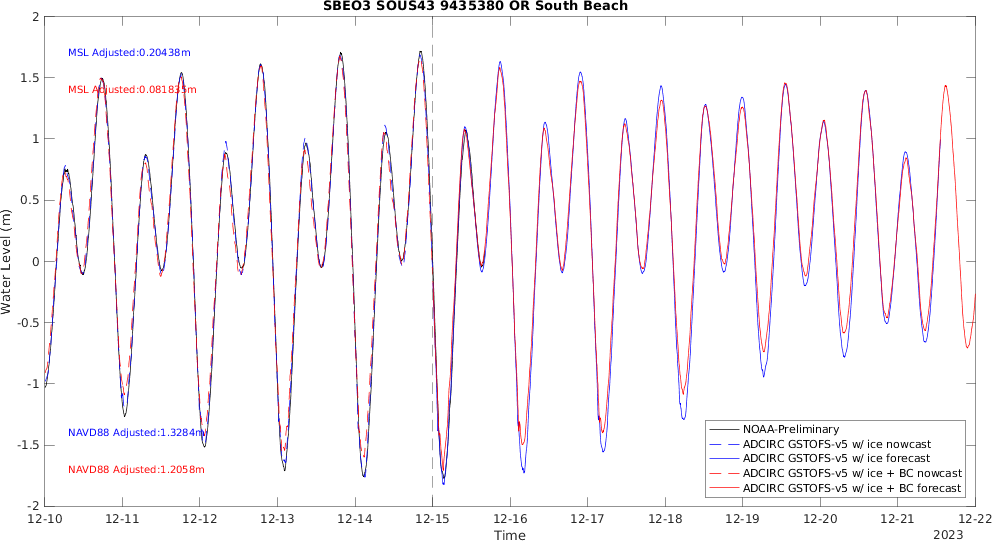 SBEO3 SOUS43 9435380 OR South Beach
2
1.5
1
0.5
0
-0.5
-1
-1.5
-2
Water Level (m)
MSL Adjusted:0.20438m
MSL Adjusted:0.081835m
NAVD88 Adjusted:1.3284m
NAVD88 Adjusted:1.2058m
NOAA-Preliminary
ADCIRC GSTOFS-v5 w/ ice nowcast
ADCIRC GSTOFS-v5 w/ ice forecast
ADCIRC GSTOFS-v5 w/ ice + BC nowcast
ADCIRC GSTOFS-v5 w/ ice + BC forecast
12-10 12-11 12-12 12-13 12-14 12-15 12-16 12-17 12-18 12-19 12-20 12-21 12-22
Time
2023